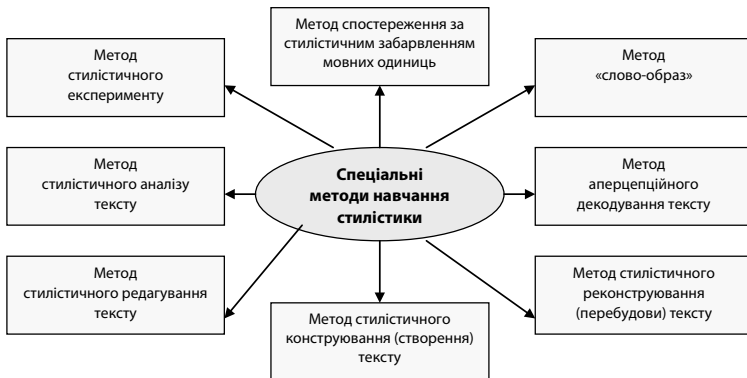 Метод спостереження за
стилістичним забарвленням
мовних одиниць
Метод
стилістичного
експерименту
Метод
«слово-образ»
Метод
стилістичного аналізу
тексту
Спеціальні
методи навчання
стилістики
Метод
аперцепційного
декодування тексту
Метод
стилістичного редагування
тексту
Метод стилістичного
конструювання (створення)
тексту
Метод стилістичного
реконструювання
(перебудови) тексту